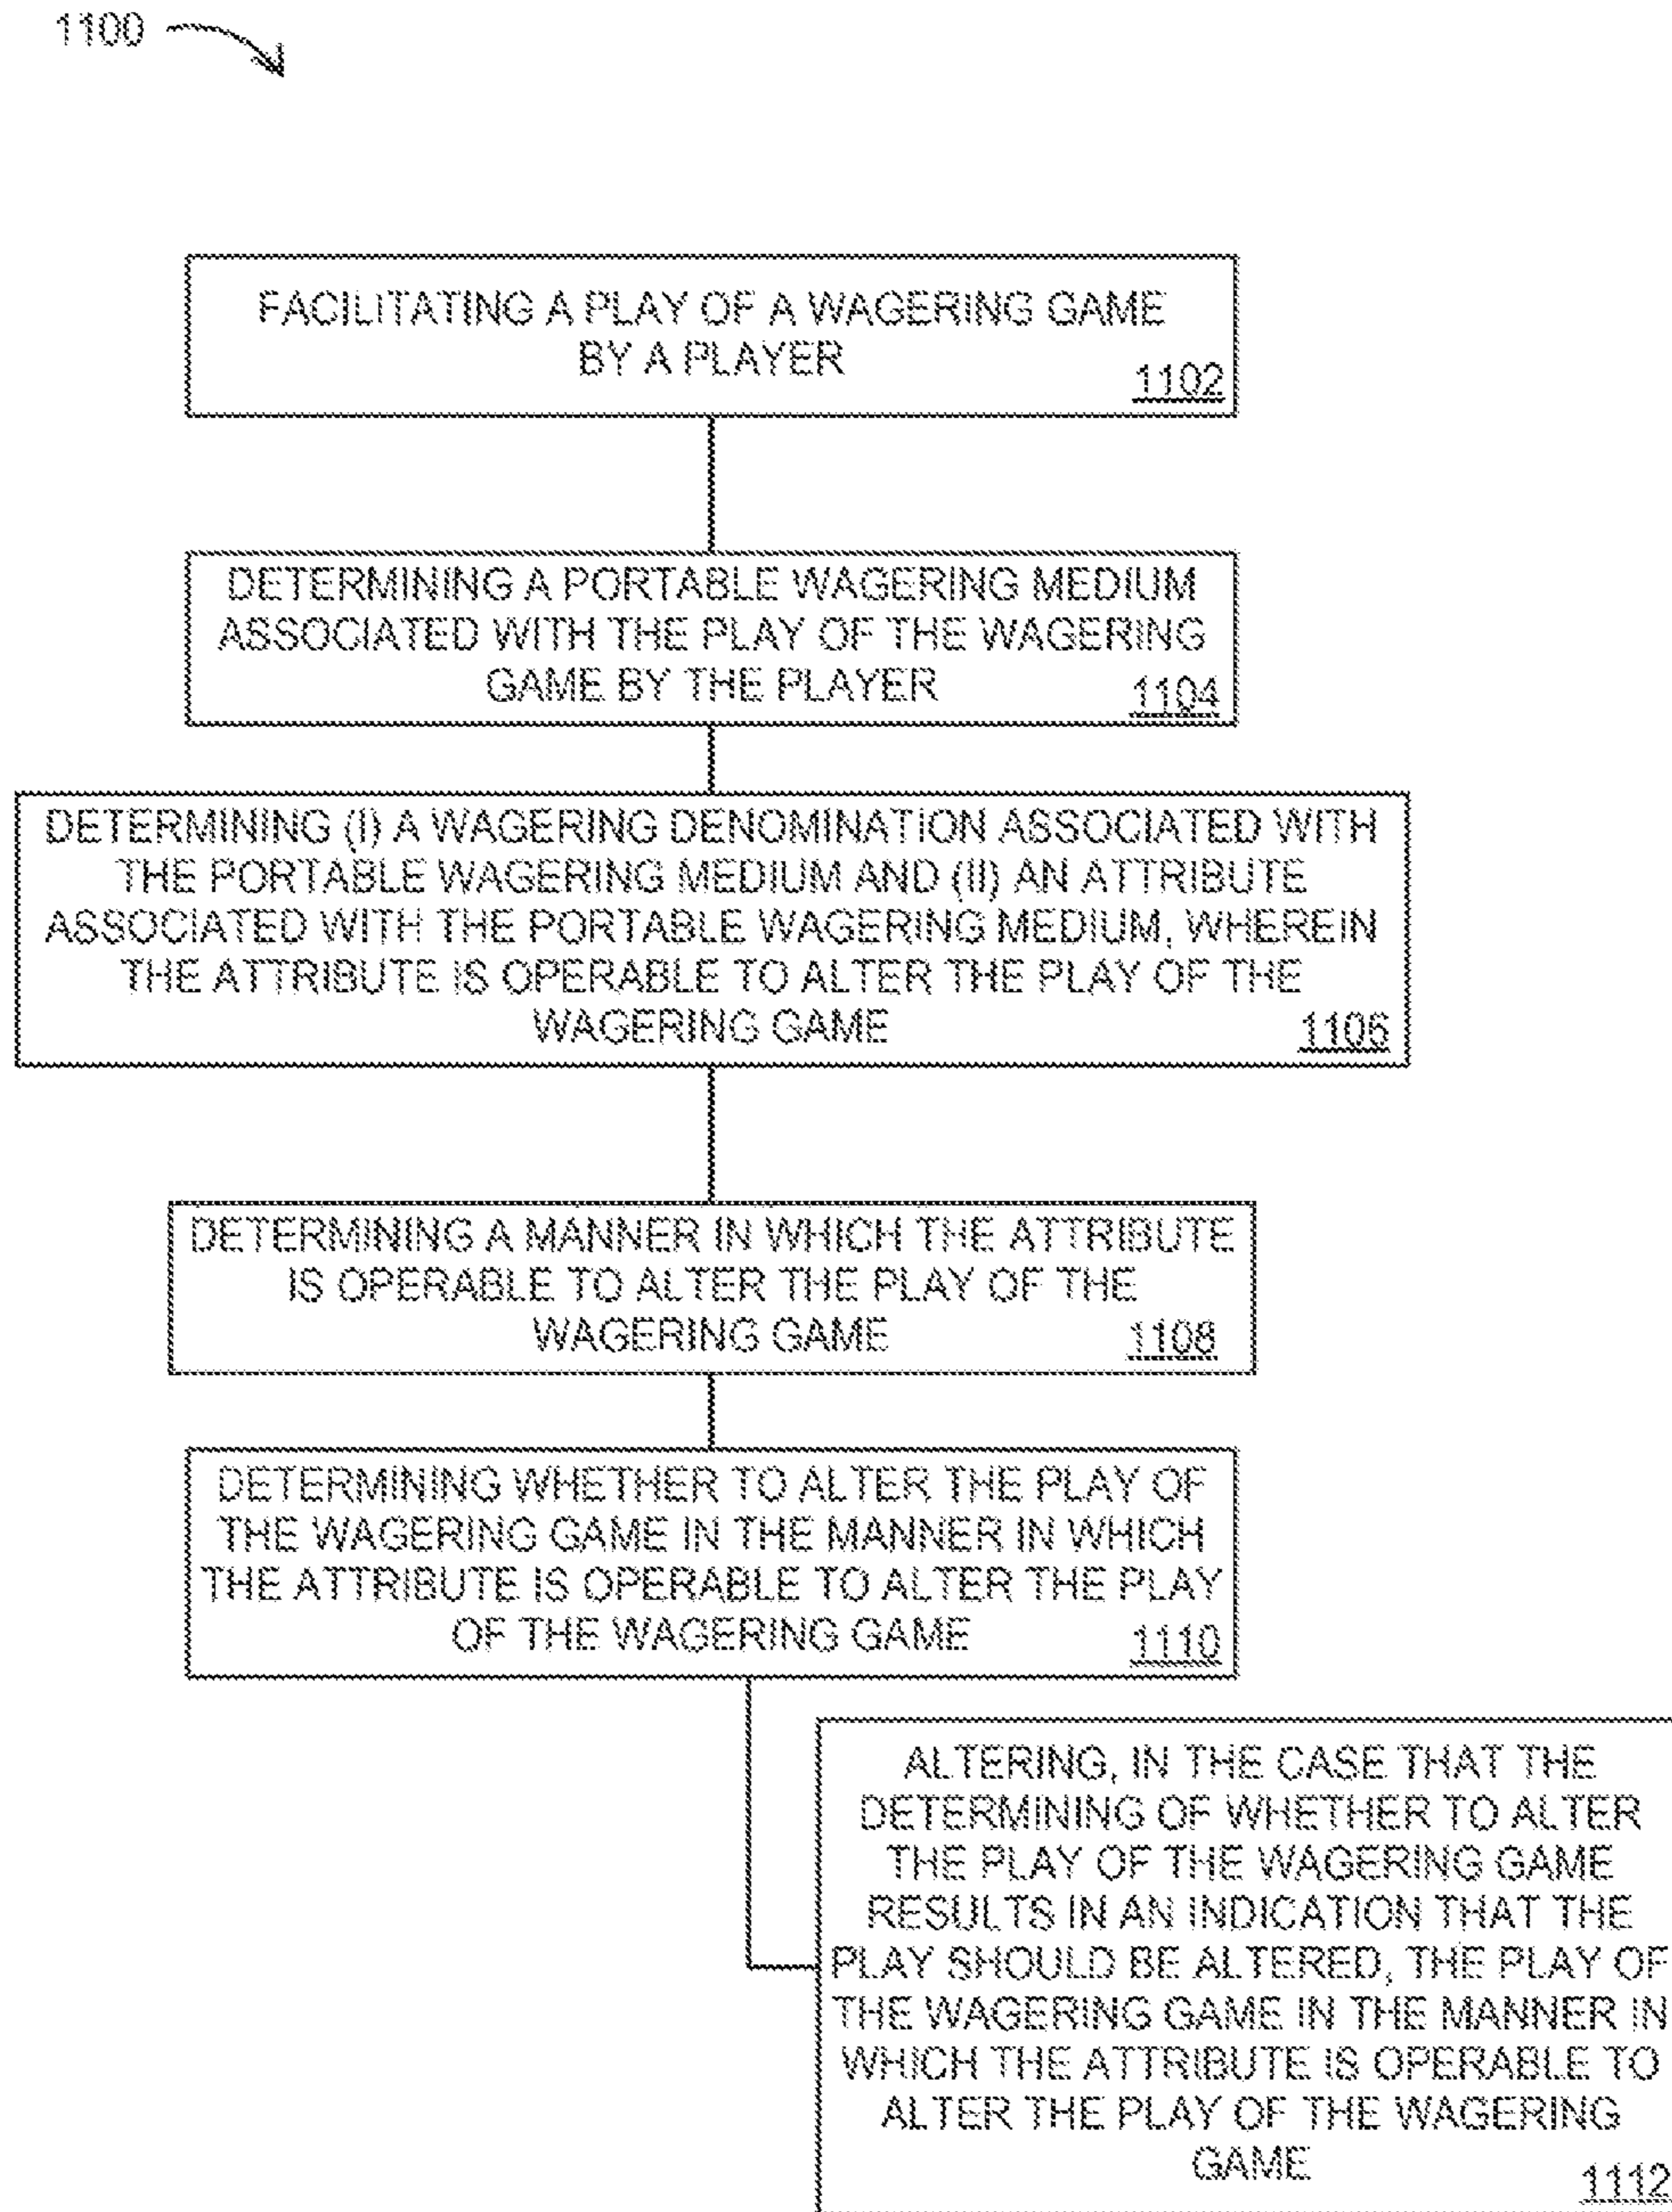 1100
FACILITATING A PLAY OF A WAGERING GAME
BY A PLAYER
1102
DETERMINING A PORTABLE WAGERING MEDIUM
ASSOCIATED WITH THE PLAY OF THE WAGERING
GAME BY THE PLAYER
1104
DETERMINING (I) A WAGERING DENOMINATION ASSOCIATED WITH
THE PORTABLE WAGERING MEDIUM AND (II) AN ATTRIBUTE
ASSOCIATED WITH THE PORTABLE WAGERING MEDIUM, WHEREIN
THE ATTRIBUTE IS OPERABLE TO ALTER THE PLAY OF THE
WAGERING GAME
1106
DETERMINING A MANNER IN WHICH THE ATTRIBUTE
IS OPERABLE TO ALTER THE PLAY OF THE
WAGERING GAME
1108
DETERMINING WHETHER TO ALTER THE PLAY OF
THE WAGERING GAME IN THE MANNER IN WHICH
THE ATTRIBUTE IS OPERABLE TO ALTER THE PLAY
OF THE WAGERING GAME
1110
ALTERING, IN THE CASE THAT THE
DETERMINING OF WHETHER TO ALTER
THE PLAY OF THE WAGERING GAME
RESULTS IN AN INDICATION THAT THE
PLAY SHOULD BE ALTERED, THE PLAY OF
THE WAGERING GAME IN THE MANNER IN
WHICH THE ATTRIBUTE IS OPERABLE TO
ALTER THE PLAY OF THE WAGERING
GAME
1112